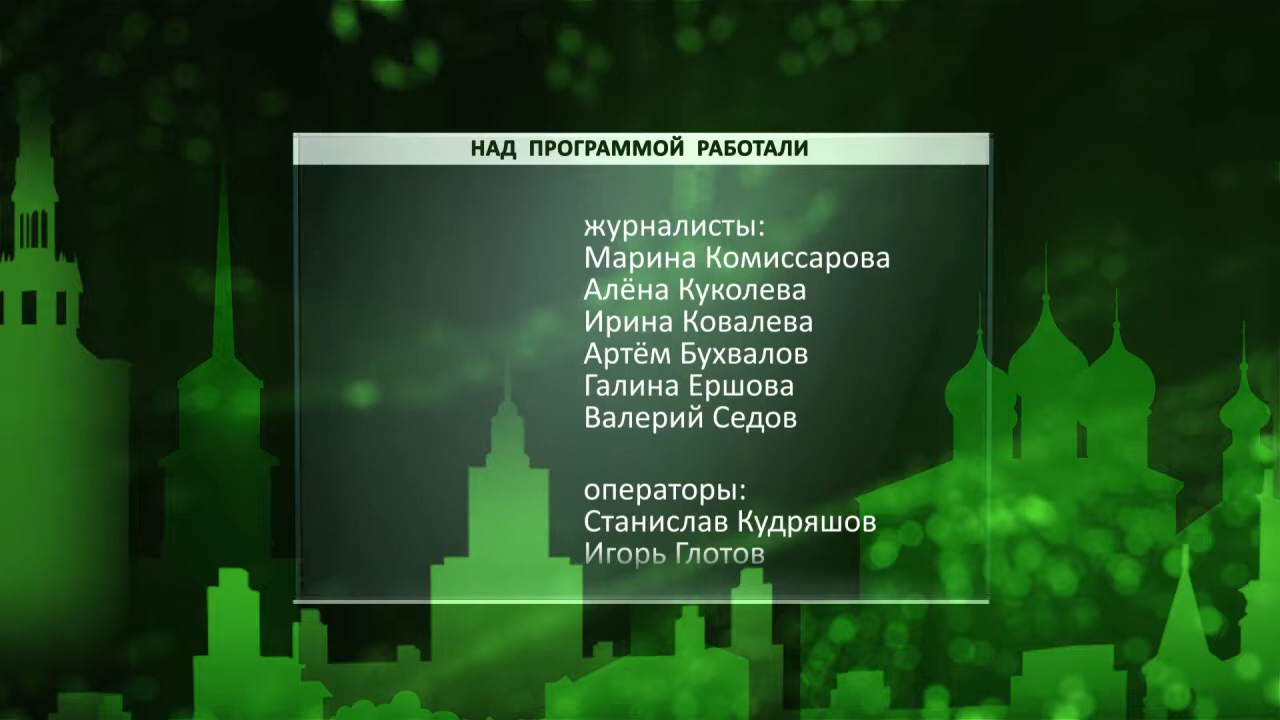 НАД ПРОГРАММОЙ РАБОТАЛИ
журналисты:
Марина Комиссарова
Алёна Куколева
Ирина Ковалева
Артём Бухвалов
Галина Ершова
Валерий Седов
операторы:
Станислав Кудряшов
Игорь Глотов